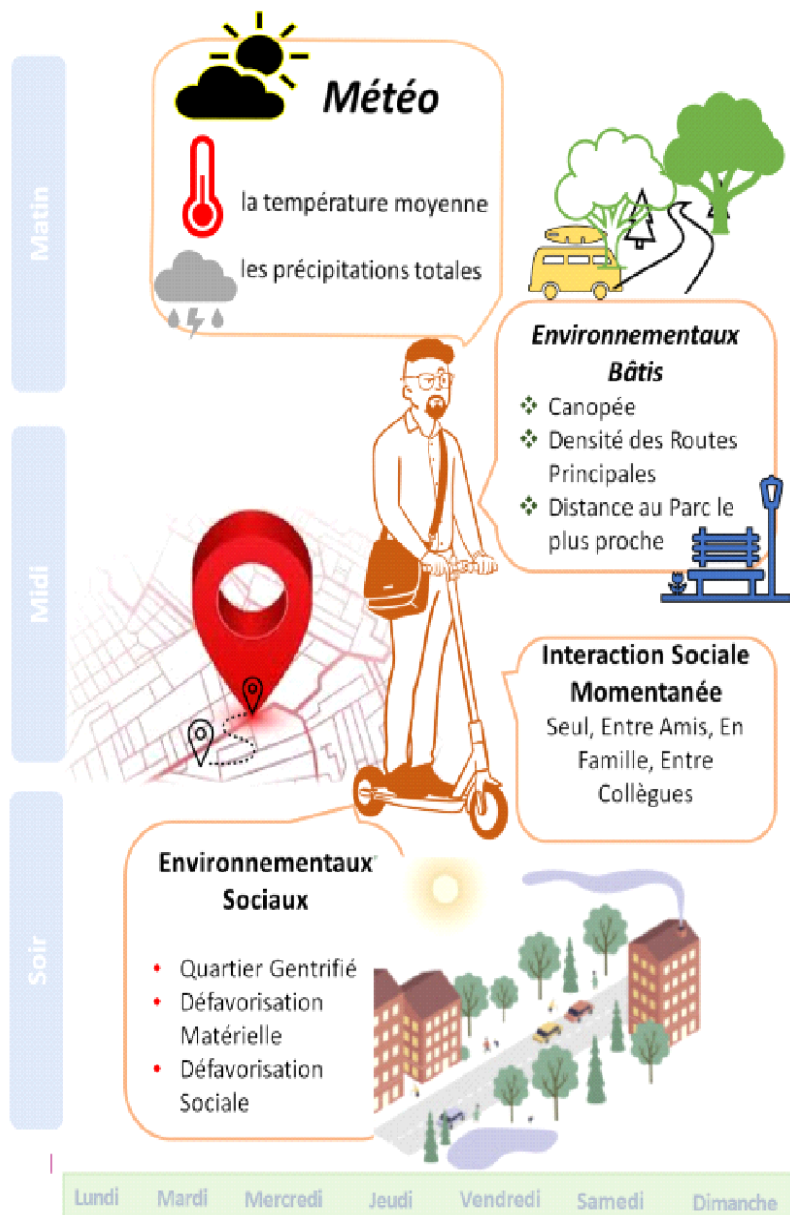 Météo
la température moyenne
les précipitations totales
Matin
Environnementaux
Bâtis
Canopée
Densité des Routes
Principales
Distance au Parc le
plus proche
Midi
Interaction Sociale
Momentanée
Seul, Entre Amis, En
Famille, Entre
Collègues
Environnementaux
Sociaux
Quartier Gentrifié
Défavorisation
Matérielle
Défavorisation
Sociale
Soir
Lundi Mardi Mercredi Jeudi Vendredi Samedi Dimanche